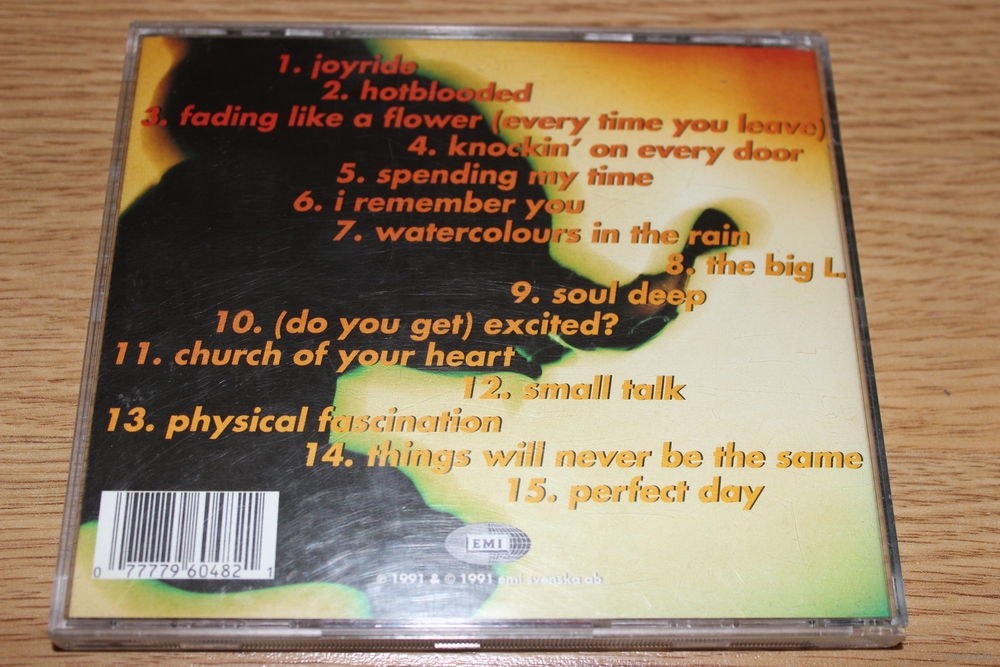 1. joyride
2. hotblooded
3. fading like a flower (every time you leave)
4. knockin' on every door
5. spending my time
6. i remember you
7. watercolours in the rain
8. the big L.
9. soul deep
10. (do you get) excited?
11. church of your heart
12. small talk
13. physical fascination
14. things will never be the same
15. perfect day
EMI
0 77779 60482 1
℗ 1991 & © 1991 emi svenska ab